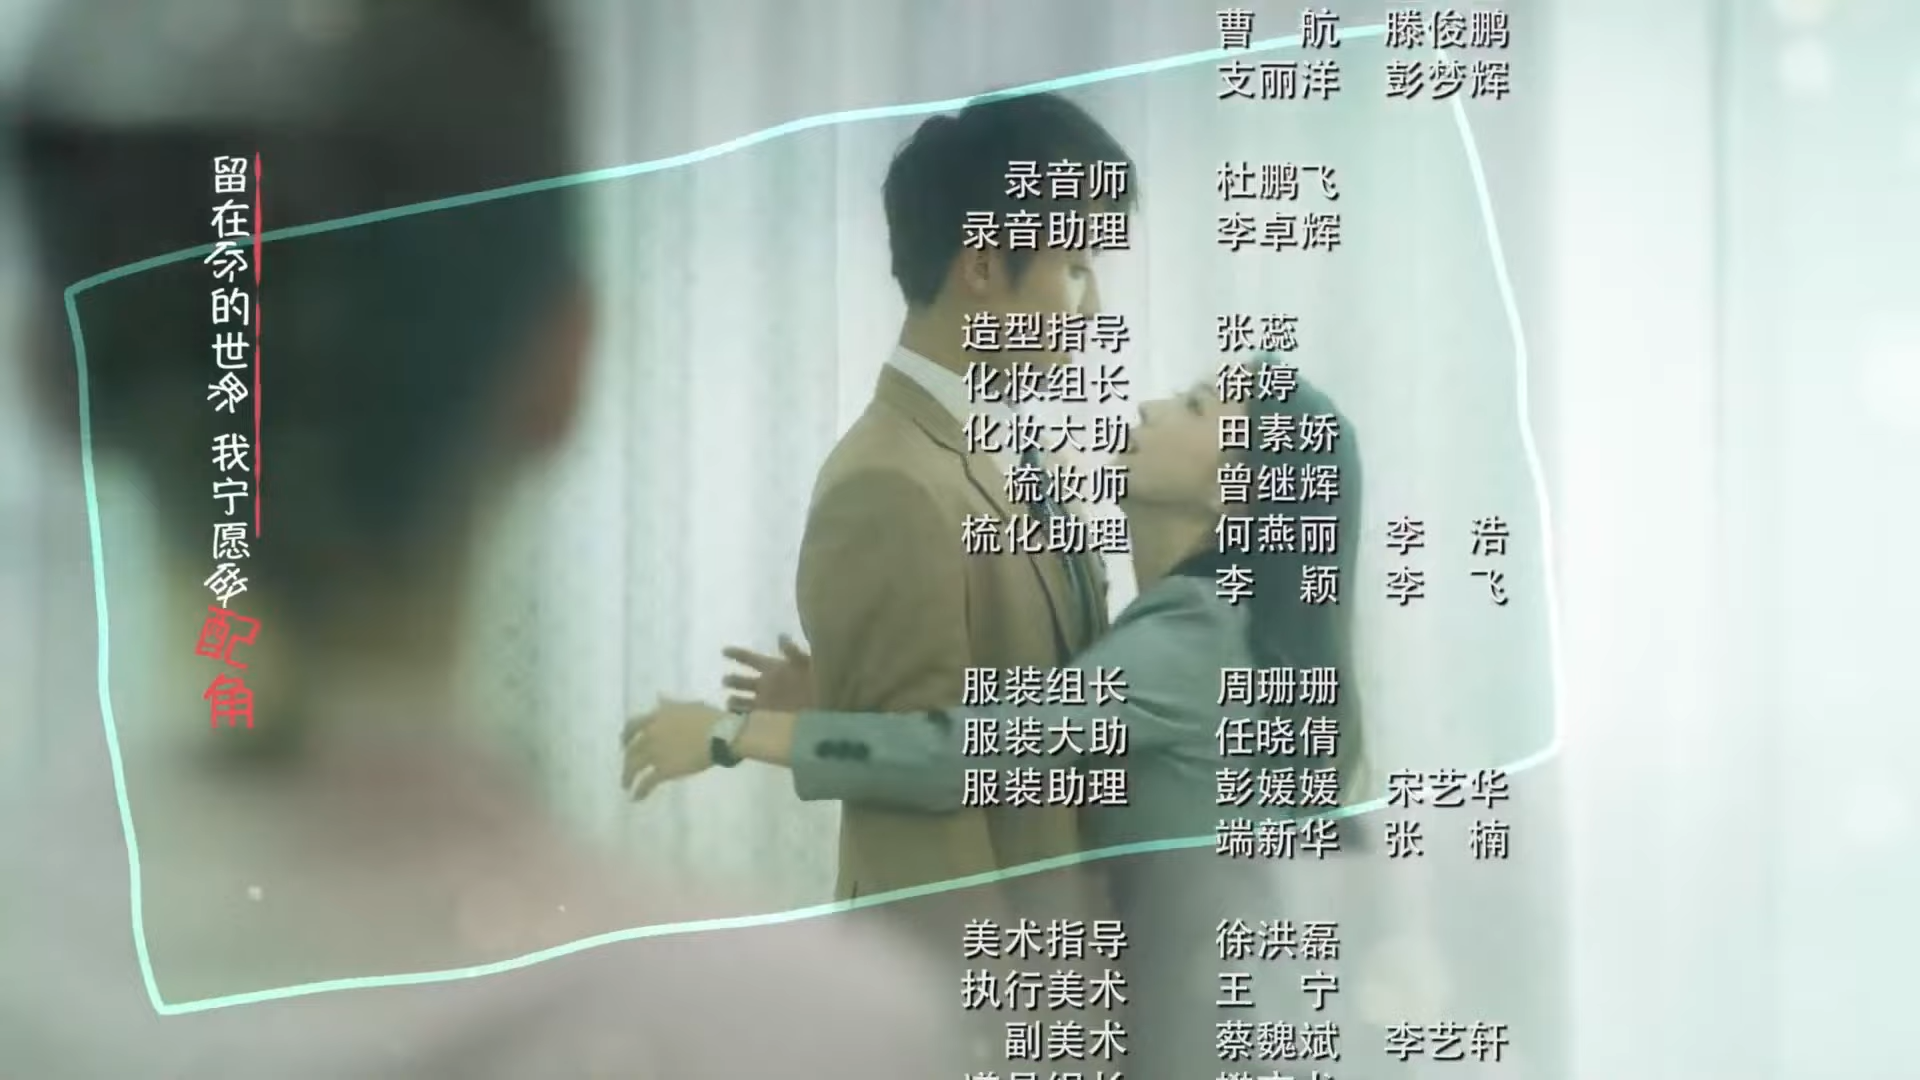 留在你的世界 我宁愿乖配角
曹 航 滕俊鹏
支丽洋 彭梦辉
录音师 杜鹏飞
录音助理 李卓辉
造型指导 张蕊
化妆组长 徐婷
化妆大助 田素娇
梳妆师 曾继辉
梳化助理 何燕丽 李 浩
李 颖 李 飞
服装组长 周珊珊
服装大助 任晓倩
服装助理 彭媛媛 宋艺华
端新华 张 楠
美术指导 徐洪磊
执行美术 王 宁
副美术 蔡魏斌 李艺轩